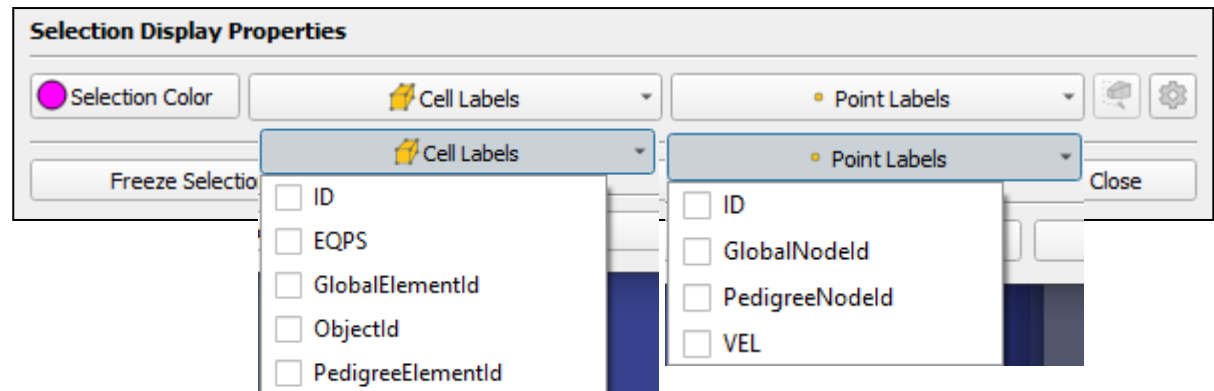 Selection Display Properties
Selection Color
Cell Labels
Point Labels
Cell Labels
Point Labels
Freeze Selectio
Close
ID
EQPS
GlobalElementId
ObjectId
PedigreeElementId
ID
GlobalNodeId
PedigreeNodeId
VEL